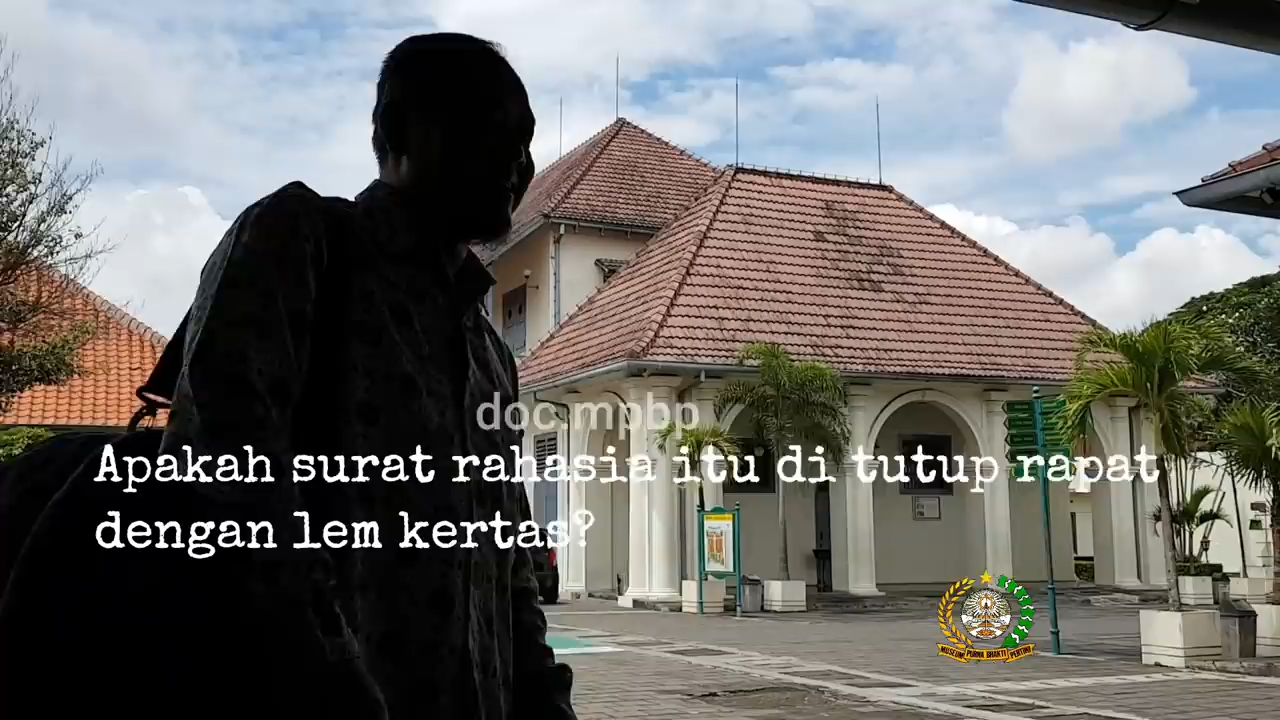 doc.mpbp
Apakah surat rahasia itu di tutup rapat
dengan lem kertas?
MUSEUM PURNA BHAKTI PERTIWI